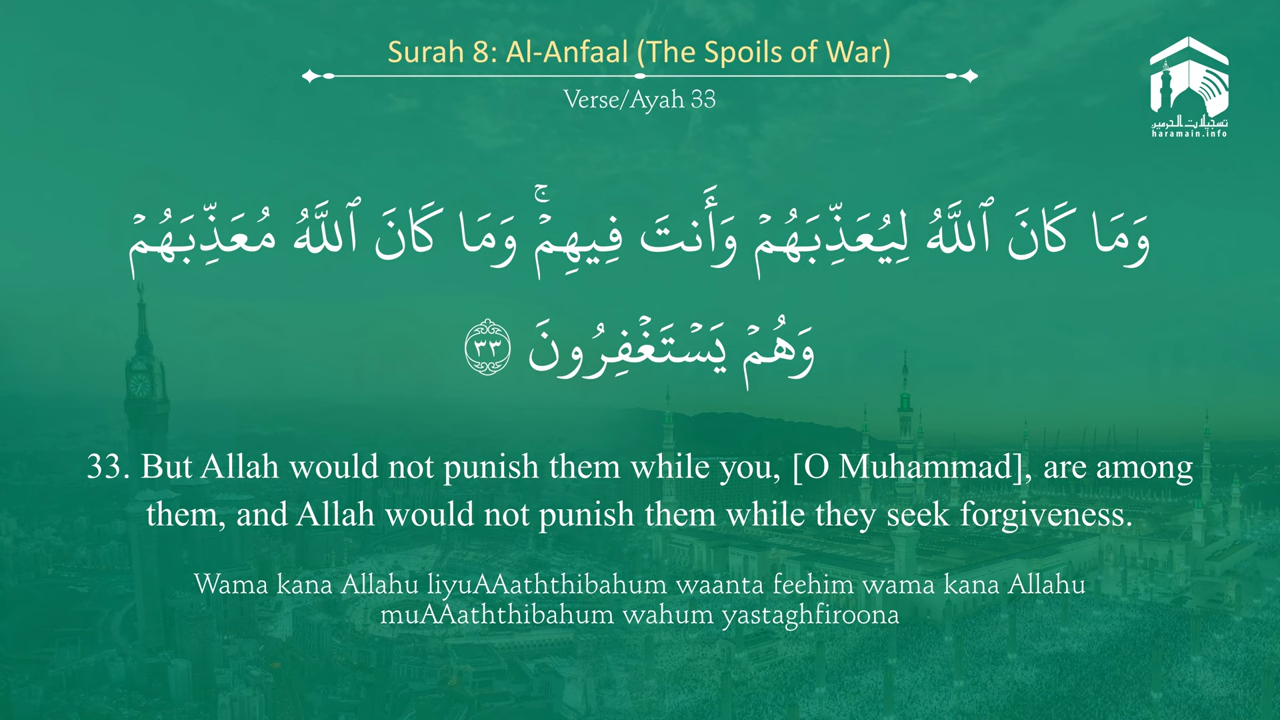 Surah 8: Al-Anfaal (The Spoils of War)
Verse/Ayah 33
تسجيلات الحرمين
haramain.info
وَمَا كَانَ ٱللَّهُ لِيُعَذِّبَهُمۡ وَأَنتَ فِيهِمۡۚ وَمَا كَانَ ٱللَّهُ مُعَذِّبَهُمۡ
وَهُمۡ يَسۡتَغۡفِرُونَ ٣٣
33. But Allah would not punish them while you, [O Muhammad], are among
them, and Allah would not punish them while they seek forgiveness.
Wama kana Allahu liyuAAaththibahum waanta feehim wama kana Allahu
muAAaththibahum wahum yastaghfiroona